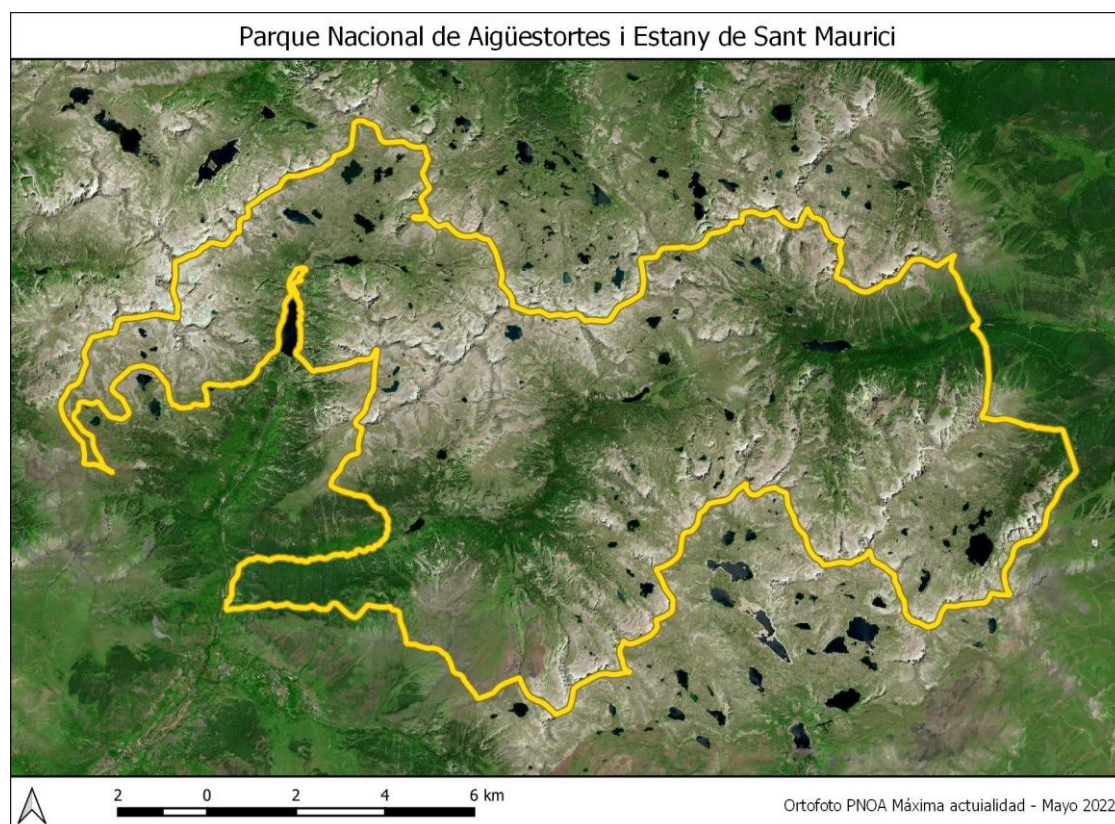 Parque Nacional de Aigüestortes i Estany de Sant Maurici
2 0 2 4 6 km
Ortofoto PNOA Máxima actuialidad - Mayo 2022